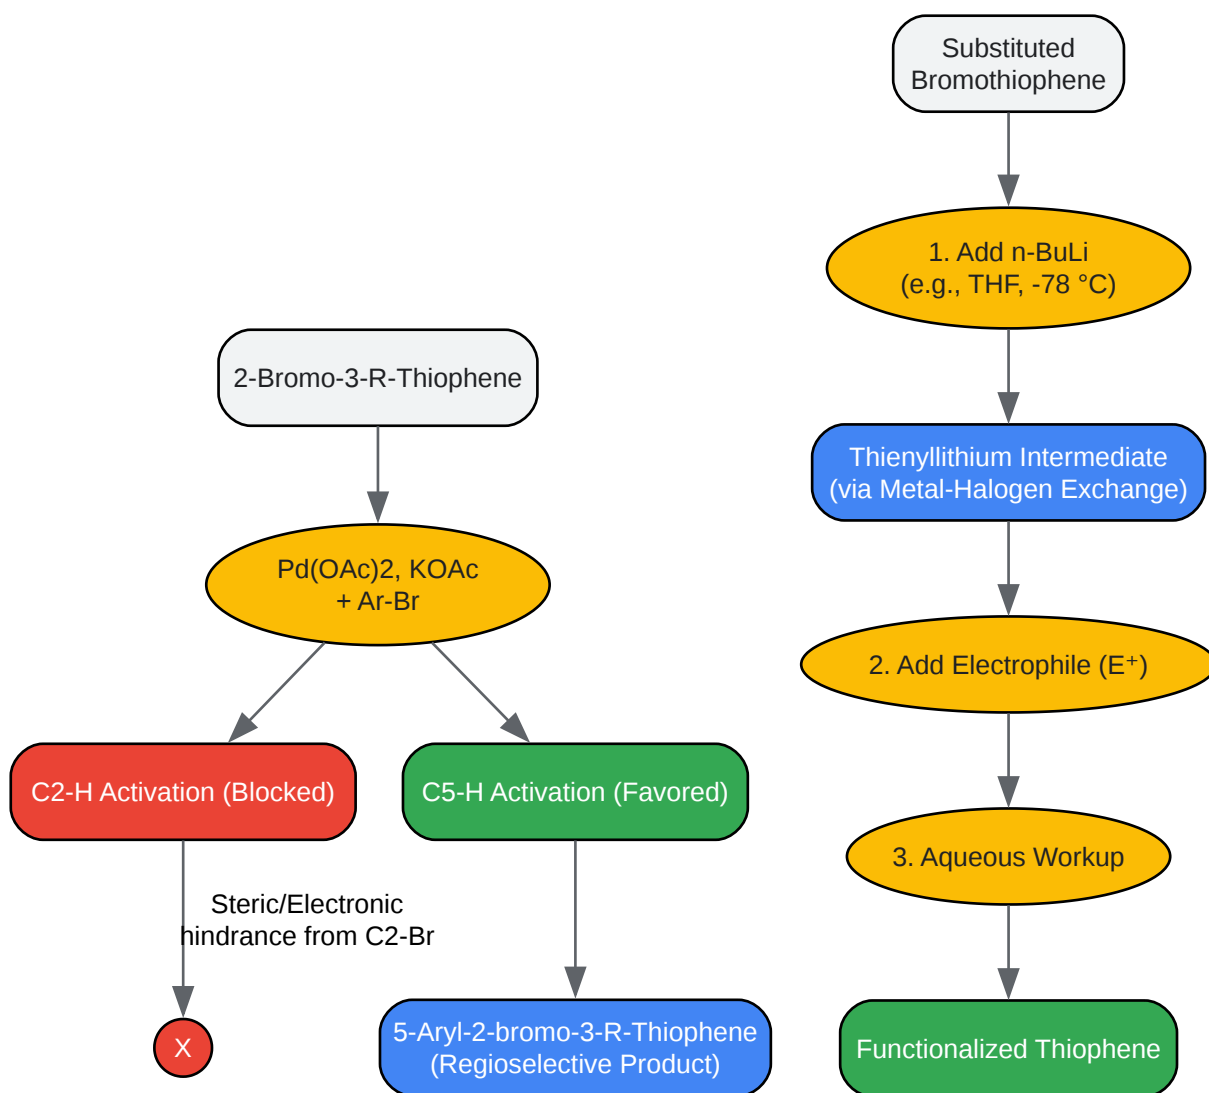 2-Bromo-3-R-Thiophene
Pd(OAc)2, KOAc
+ Ar-Br
C2-H Activation (Blocked)
C5-H Activation (Favored)
Steric/Electronic
hindrance from C2-Br
X
5-Aryl-2-bromo-3-R-Thiophene
(Regioselective Product)
Substituted
Bromothiophene
1. Add n-BuLi
(e.g., THF, -78 °C)
Thienyllithium Intermediate
(via Metal-Halogen Exchange)
2. Add Electrophile (E⁺)
3. Aqueous Workup
Functionalized Thiophene